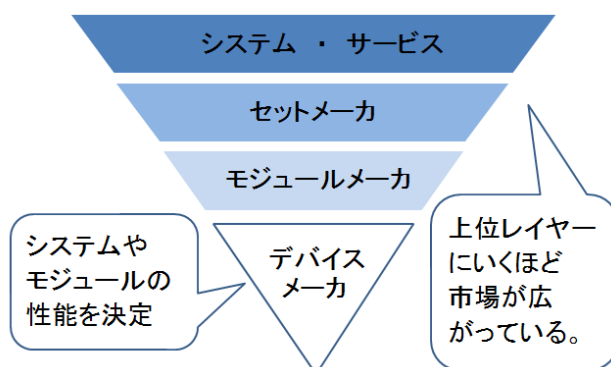 システム ・ サービス
セットメーカ
モジュールメーカ
デバイス
メーカ
システムや
モジュールの
性能を決定
上位レイヤー
にいくほど
市場が広
がっている。